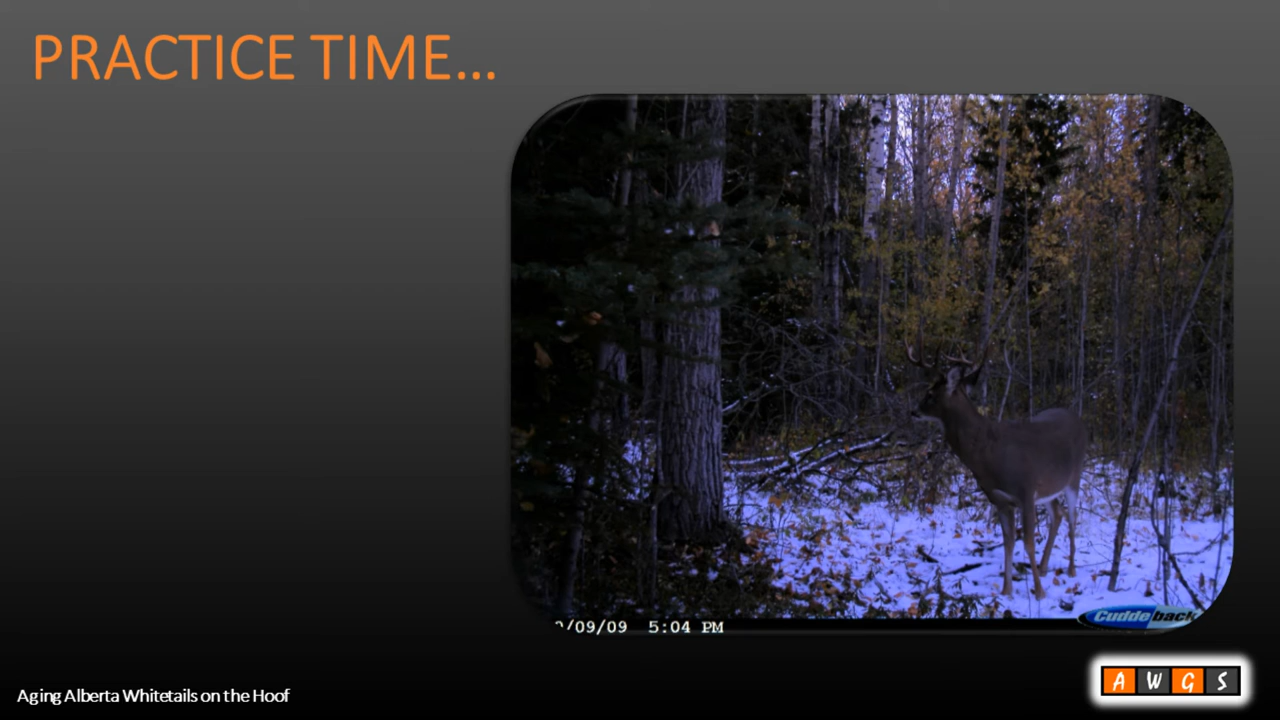 PRACTICE TIME...
/09/09 5:04 PM
Cuddeback
Aging Alberta Whitetails on the Hoof
A W G S